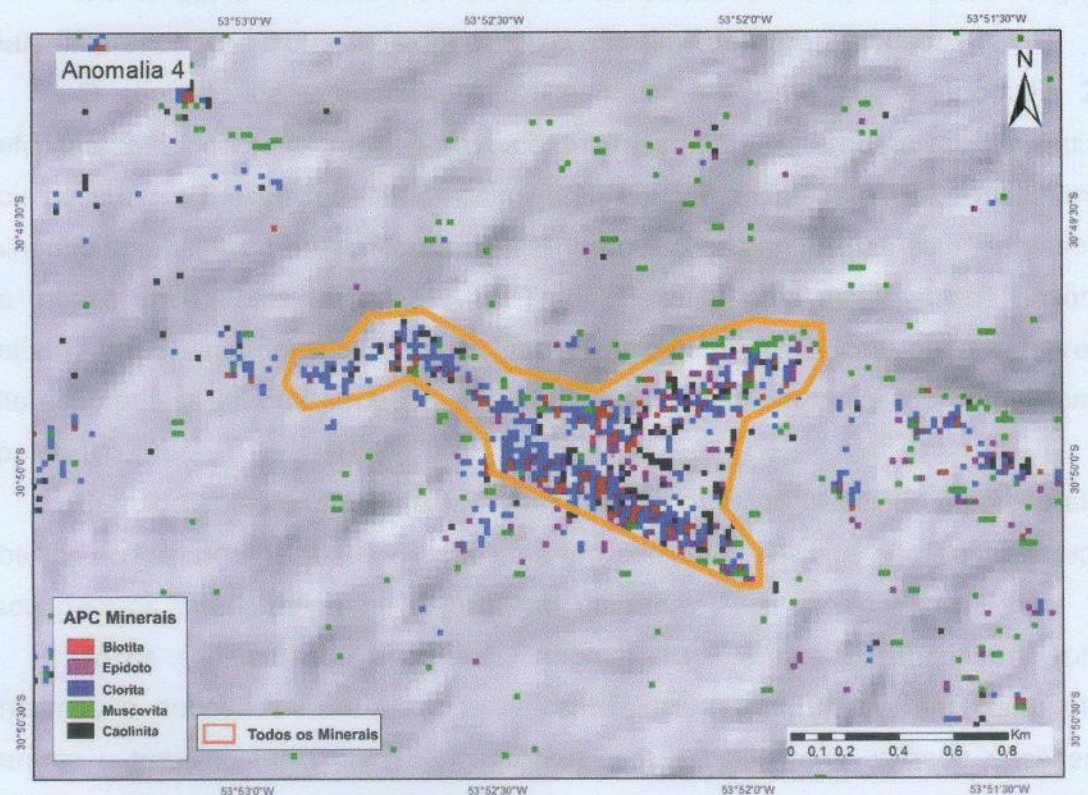 53°53'0"W 53°52'30"W 53°52'0"W 53°51'30"W
Anomalia 4
N
30°49'30"S
30°49'30"S
30°50'0"S
30°50'0"S
30°50'30"S
30°50'30"S
APC Minerais
Biotita
Epidoto
Clorita
Muscovita
Caolinita
Todos os Minerais
Km
0 0,1 0,2 0,4 0,6 0,8
53°53'0"W 53°52'30"W 53°52'0"W 53°51'30"W